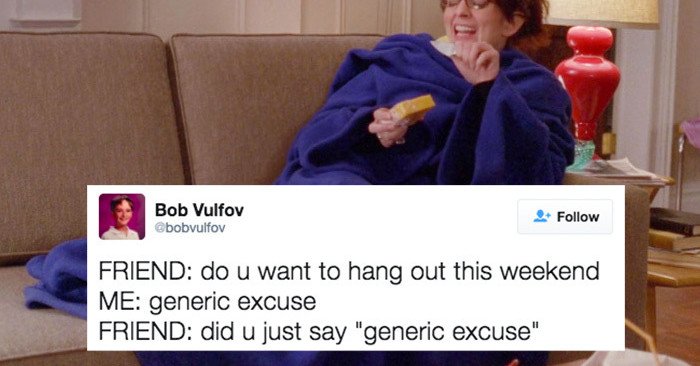 Bob Vulfov
@bobvulfov
Follow
FRIEND: do u want to hang out this weekend
ME: generic excuse
FRIEND: did u just say "generic excuse"